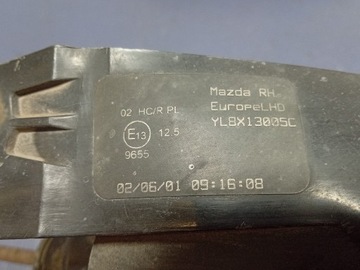 Mazda RH
EuropeLHD
YL8X13005C
02 HC/R PL
E13 12.5
9655
02/06/01 09:16:08